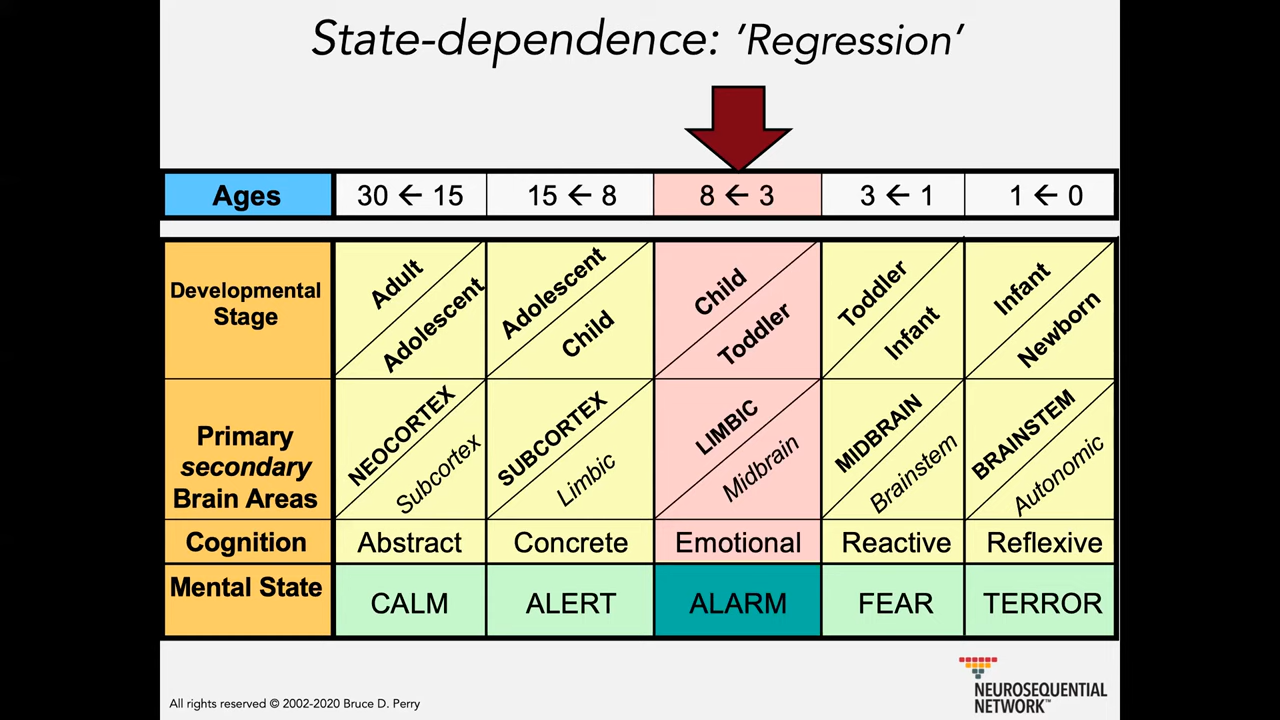 State-dependence: ‘Regression’
Ages 30 ← 15 15 ← 8 8 ← 3 3 ← 1 1 ← 0
Developmental
Stage
Adult
Adolescent
Adolescent
Child
Child
Toddler
Toddler
Infant
Infant
Newborn
Primary
secondary
Brain Areas
NEOCORTEX
Subcortex
SUBCORTEX
Limbic
LIMBIC
Midbrain
MIDBRAIN
Brainstem
BRAINSTEM
Autonomic
Cognition Abstract Concrete Emotional Reactive Reflexive
Mental State CALM ALERT ALARM FEAR TERROR
All rights reserved © 2002-2020 Bruce D. Perry
NEUROSEQUENTIAL
NETWORK™